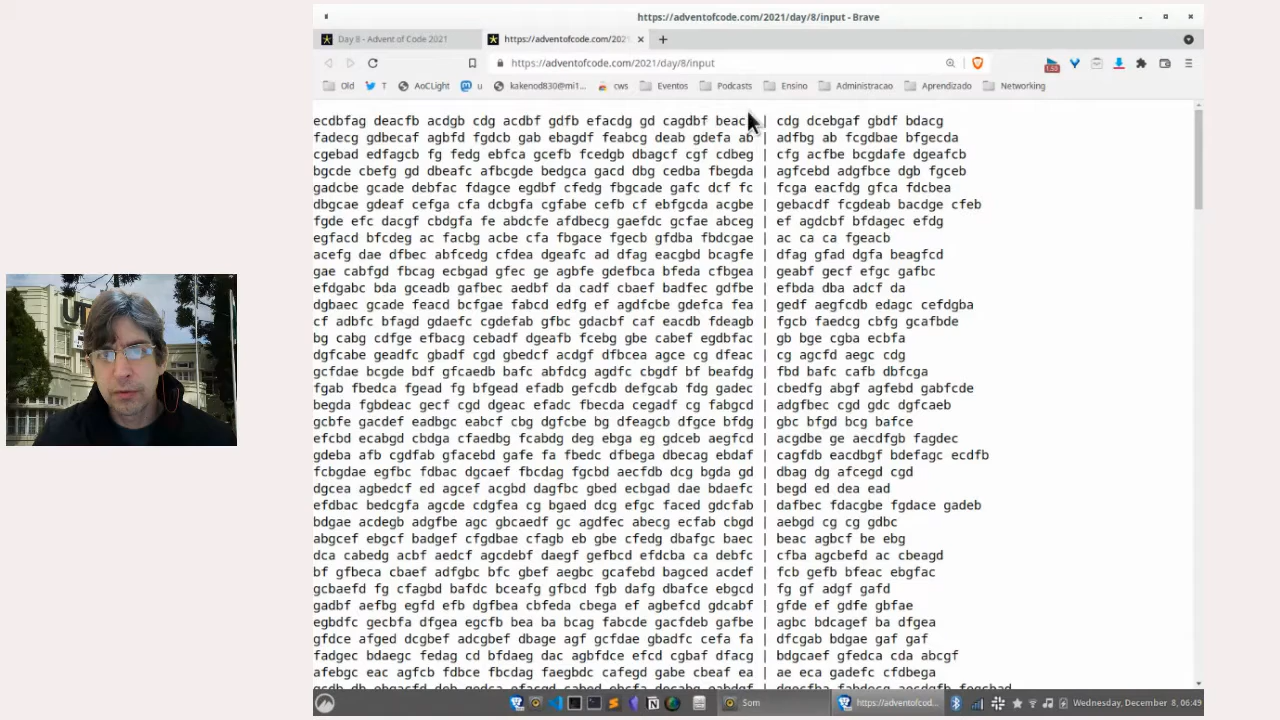 https://adventofcode.com/2021/day/8/input - Brave
Day 8 - Advent of Code 2021
https://adventofcode.com/202
https://adventofcode.com/2021/day/8/input
Old T AoCLight u kakenod830@mi1... cws Eventos Podcasts Ensino Administracao Aprendizado Networking
ecdbfag deacfb acdgb cdg acdbf gdfb efacdg gd cagdbf | cdg dcebgaf gbdf bdacg
fadecg gdbecaf agbfd fgdcb gab ebagdf feabcg deab gdefa ab | adfbg ab fcgdbae bfgecda
cgebad edfagcb fg fedg ebfca gcefb fcedgb dbagcf cgf cdbeg | cfg acfbe bcgdafe dgeafcb
bgcde cbefg gd dbeafc afbcgde bedgca gacd dbg cedba fbegda | agfcebd adgfbce dgb fgceb
gadcbe gcade debfac fdagce egdbf cfedg fbgcade gafc dcf fc | fcga eacfdg gfca fdcbea
dbgcae gdeaf cefga cfa dcbgfa cgfabe cefb cf ebfgcda acgbe | gebacdf fcgdeab bacdge cfeb
fgde efc dacgf cbdgfa fe abdcfe afdbecg gaefdc gcfae abceg | ef agdcbf bfdagec efdg
egfacd bfcdeg ac facbg acbe cfa fbgace fgecb gfdba fbdcgae | ac ca ca fgeacb
acefg dae dfbec abfcedg cfdea dgeafc ad dfag eacgbd bcagfe | dfag gfad dgfa beagfcd
gae cabfgd fbcag ecbgad gfec ge agbfe gdefbca bfeda cfbgea | geabf gecf efgc gafbc
efdgabc bda gceadb gafbec aedbf da cadf cbaef badfec gdfbe | efbda dba adcf da
dgbaec gcade feacd bcfgae fabcd edfg ef agdfcbe gdefca fea | gedf aegfcdb edagc cefdgba
cf adbfc bfagd gdaefc cgdefab gfbc gdacbf caf eacdb fdeagb | fgcb faedcg cbfg gcafbde
bg cabg cdfge efbacg cebadf dgeafb fcebg gbe cabef egdbfac | gb bge cgba ecbfa
dgfcabe geadfc gbadf cgd gbedcf acdgf dfbcea agce cg dfeac | cg agcfd aegc cdg
gcfdae bcgde bdf gfcaedb bafc abfdcg agdfc cbgdf bf beafdg | fbd bafc cafb dbfcga
fgab fbedca fgead fg bfgead efadb gefcdb defgcab fdg gadec | cbedfg abgf agfebd gabfcde
begda fgbdeac gecf cgd dgeac efadc fbecda cegadf cg fabgcd | adgfbec cgd gdc dgfcaeb
gcbfe gacdef eadbgc eabcf cbg dgfcbe bg dfeagcb dfgce bfdg | gbc bfgd bcg bafce
efcbd ecabgd cbdga cfaedbg fcabdg deg ebga eg gdceb aegfcd | acgdbe ge aecdfgb fagdec
gdeba afb cgdfab gfacebd gafe fa fbedc dfbega dbecag ebdaf | cagfdb eacdbgf bdefagc ecdfb
fcbgdae egfbc fdbac dgcaef fbcdag fgcbd aecfdb dcg bgda gd | dbag dg afcegd cgd
dgcea agbedcf ed agcef acgbd dagfbc gbed ecbgad dae bdaefc | begd ed dea ead
efdbac bedcgfa agcde cdgfea cg bgaed dcg efgc faced gdcfab | dafbec fdacgbe fgdace gadeb
bdgae acdegb adgfbe agc gbcaedf gc agdfec abecg ecfab cbgd | aebgd cg cg gdbc
abgcef ebgcf badgef cfgdbae cfagb eb gbe cfedg dbafgc baec | beac agbcf be ebg
dca cabedg acbf aedcf agcdebf daegf gefbcd efdcba ca debfc | cfba agcbefd ac cbeagd
bf gfbeca cbaef adfgbc bfc gbef aegbc gcafebd bagced acdef | fcb gefb bfeac ebgfac
gcbaefd fg cfagbd bafdc bceafg gfbcd fgb dafg dbafce ebgcd | fg gf adgf gafd
gadbf aefbg egfd efb dgfbea cbfeda cbega ef agbefcd gdcabf | gfde ef gdfe gbfae
egbdfc gecbfa dfgea egcfb bea ba bcag fabcde gacfdeb gafbe | agbc bdcagef ba dfgea
gfdce afged dcgbef adcgbef dbage agf gcfdae gbadfc cefa fa | dfcgab bdgae gaf gaf
fadgec bdaegc fedag cd bfdaeg dac agbfdce efcd cgbaf dfacg | bdgcaef gfedca cda abcgf
afebgc eac agfcb fdbce fbcdag facbe bdcegf cafegd gabe ea | ae eca gadefc cfdbega
Som
https://adventofcod...
Wednesday, December 8, 06:49